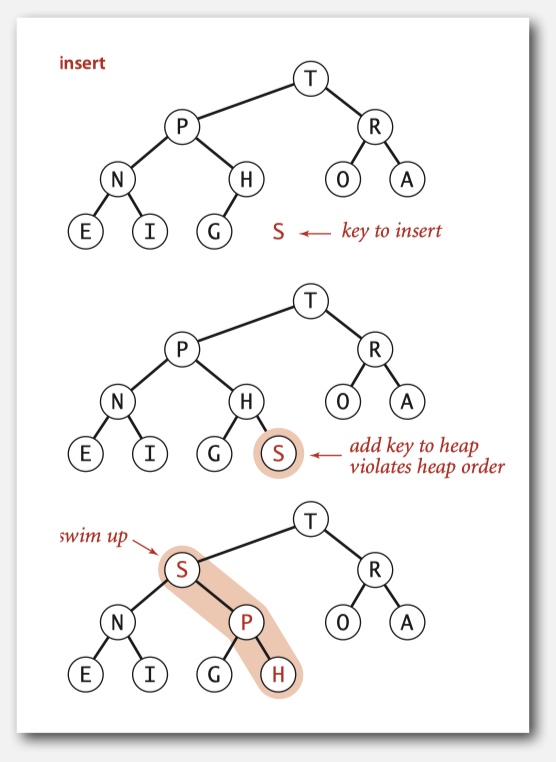 insert
T
P R
N H O A
E I G S key to insert
T
P R
N H O A
E I G S add key to heap
violates heap order
swim up T
S R
N P O A
E I G H